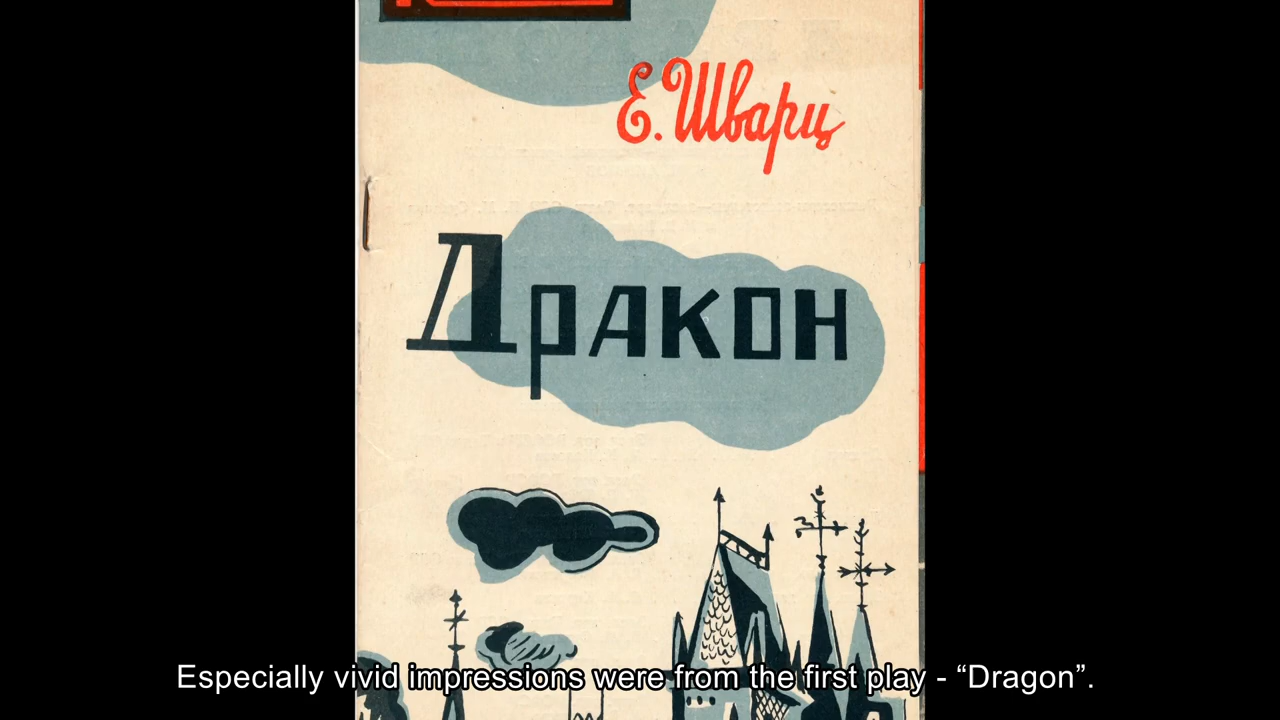 Е. Шварц
Дракон
Especially vivid impressions were from the first play - “Dragon”.